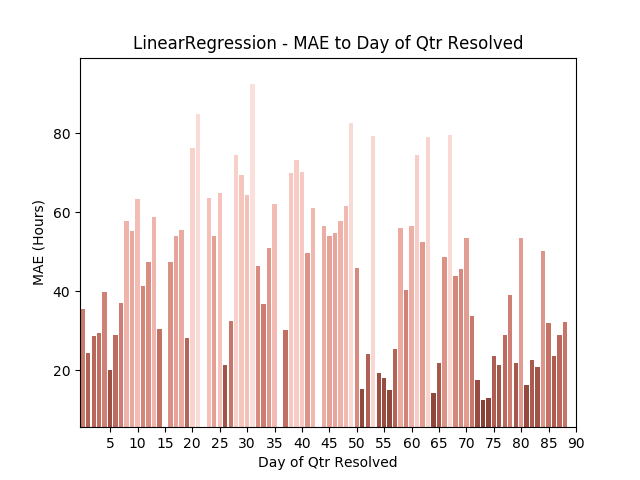 LinearRegression - MAE to Day of Qtr Resolved
MAE (Hours)
80
60
40
20
5 10 15 20 25 30 35 40 45 50 55 60 65 70 75 80 85 90
Day of Qtr Resolved